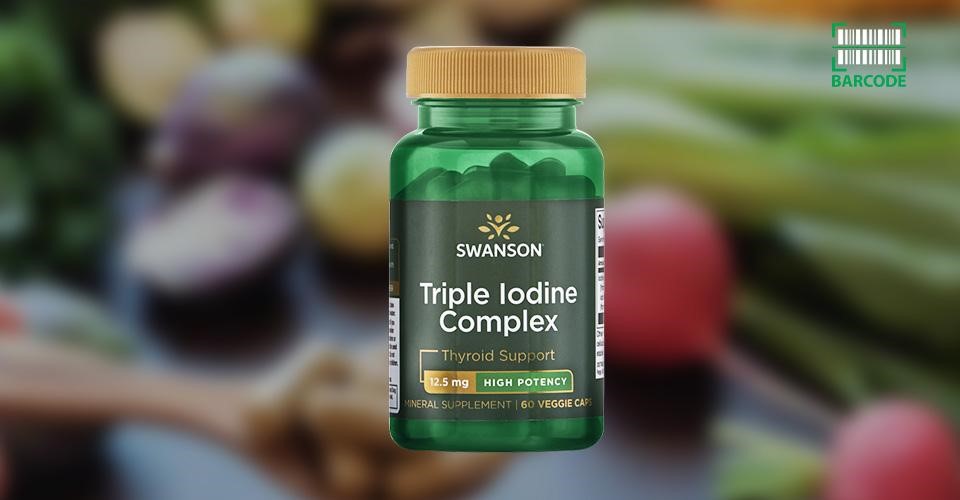 BARCODE
SWANSON
Triple Iodine
Complex
Thyroid Support
12.5 mg HIGH POTENCY
MINERAL SUPPLEMENT | 60 VEGGIE CAPS